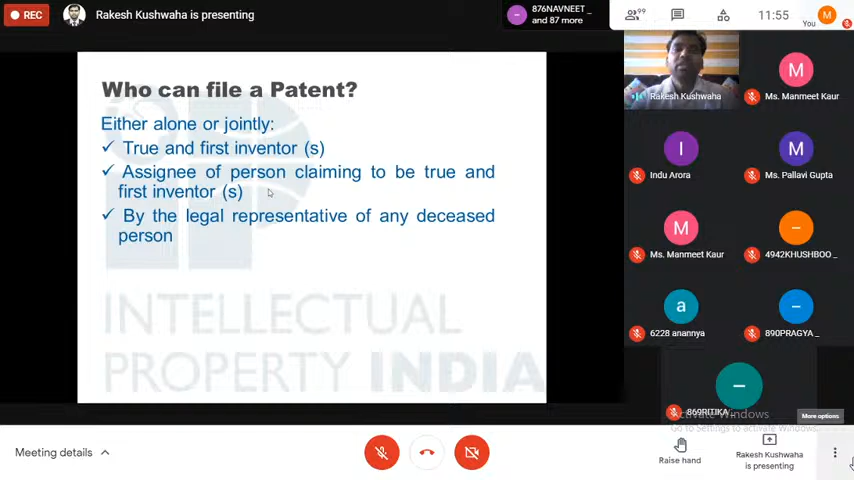 REC
Rakesh Kushwaha is presenting
876NAVNEET _
and 87 more
99
11:55
M
You
Who can file a Patent?
Either alone or jointly:
✓ True and first inventor (s)
✓ Assignee of person claiming to be true and
first inventor (s)
✓ By the legal representative of any deceased
person
INTELLECTUAL
PROPERTY INDIA
Rakesh Kushwaha
M
Ms. Manmeet Kaur
I
Indu Arora
M
Ms. Pallavi Gupta
M
Ms. Manmeet Kaur
–
4942KHUSHBOO _
a
6228 anannya
–
890PRAGYA _
–
869RITIKA _
More options
Activate Windows
Go to Settings to activate Windows.
Meeting details
Raise hand
Rakesh Kushwaha
is presenting